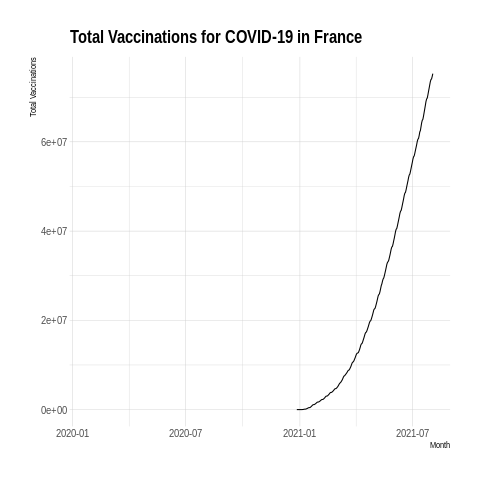 Total Vaccinations for COVID-19 in France
Total Vaccinations
6e+07
4e+07
2e+07
0e+00
2020-01 2020-07 2021-01 2021-07
Month